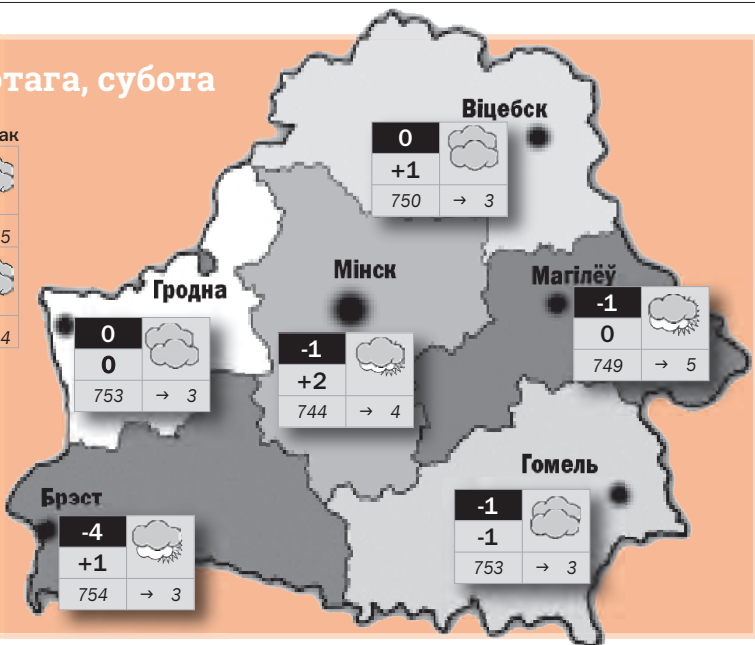 тага, субота
ак
5
4
Віцебск
0
+1
750 → 3
Мінск
-1
+2
744 → 4
Магілёў
-1
0
749 → 5
Гродна
0
0
753 → 3
Гомель
-1
-1
753 → 3
Брэст
-4
+1
754 → 3